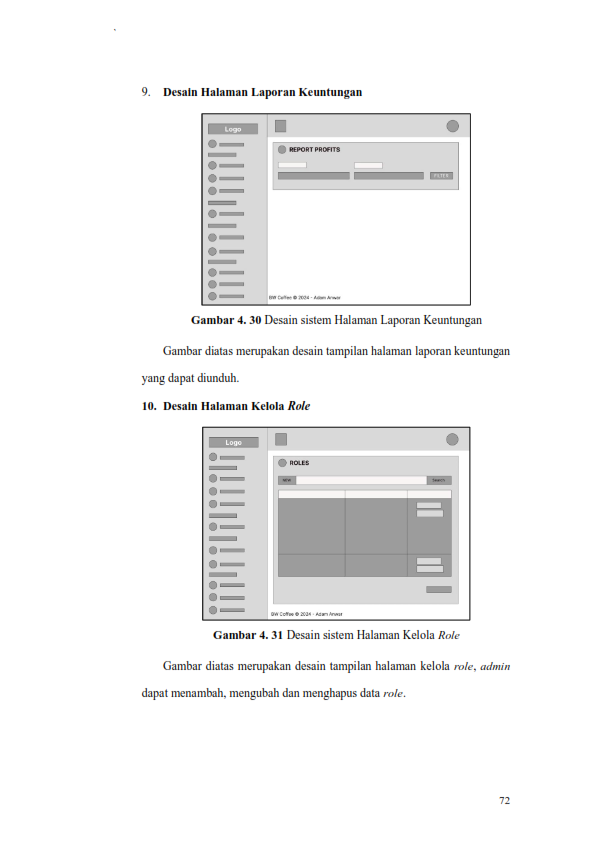 9. Desain Halaman Laporan Keuntungan
Logo
REPORT PROFITS
FILTER
BW Coffee © 2024 - Adam Anwar
Gambar 4. 30 Desain sistem Halaman Laporan Keuntungan
Gambar diatas merupakan desain tampilan halaman laporan keuntungan
yang dapat diunduh.
10. Desain Halaman Kelola Role
Logo
ROLES
NEW
Search
BW Coffee © 2024 - Adam Anwar
Gambar 4. 31 Desain sistem Halaman Kelola Role
Gambar diatas merupakan desain tampilan halaman kelola role, admin
dapat menambah, mengubah dan menghapus data role.
72